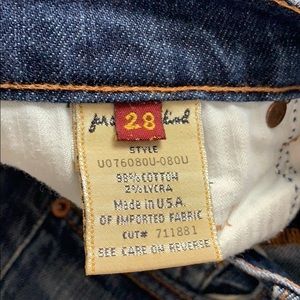 for
28
kind
STYLE
U076080U-080U
98%COTTON
2%LYCRA
Made in U.S.A.
OF IMPORTED FABRIC
CUT# 711881
SEE CARE ON REVERSE